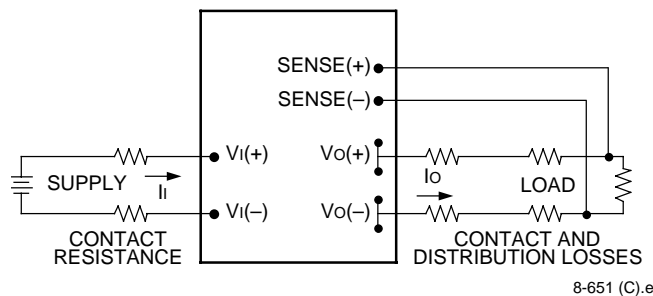 SENSE(+)
SENSE(–)
VI(+)
VO(+)
SUPPLY
II
IO
LOAD
VI(–)
VO(–)
CONTACT
RESISTANCE
CONTACT AND
DISTRIBUTION LOSSES
8-651 (C).e